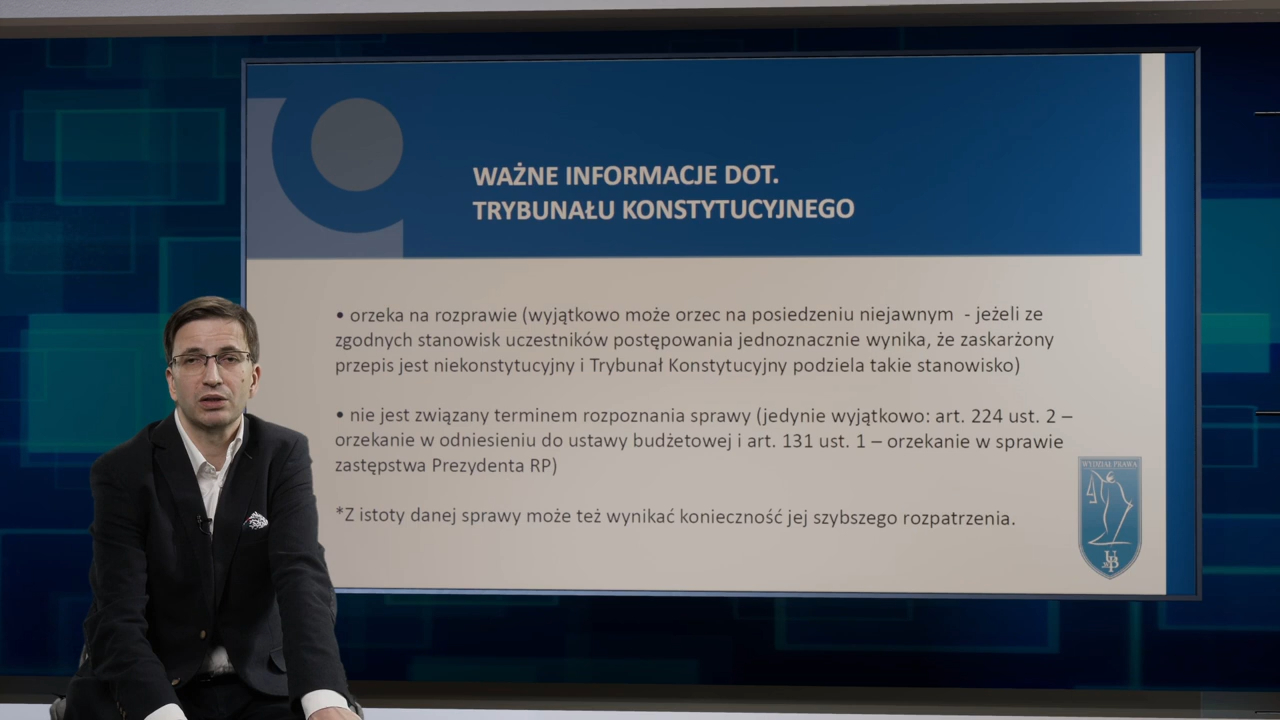 WAŻNE INFORMACJE DOT.
TRYBUNAŁU KONSTYTUCYJNEGO
• orzeka na rozprawie (wyjątkowo może orzec na posiedzeniu niejawnym - jeżeli ze
zgodnych stanowisk uczestników postępowania jednoznacznie wynika, że zaskarżony
przepis jest niekonstytucyjny i Trybunał Konstytucyjny podziela takie stanowisko)
• nie jest związany terminem rozpoznania sprawy (jedynie wyjątkowo: art. 224 ust. 2 –
orzekanie w odniesieniu do ustawy budżetowej i art. 131 ust. 1 – orzekanie w sprawie
zastępstwa Prezydenta RP)
*Z istoty danej sprawy może też wynikać konieczność jej szybszego rozpatrzenia.
WYDZIAŁ PRAWA